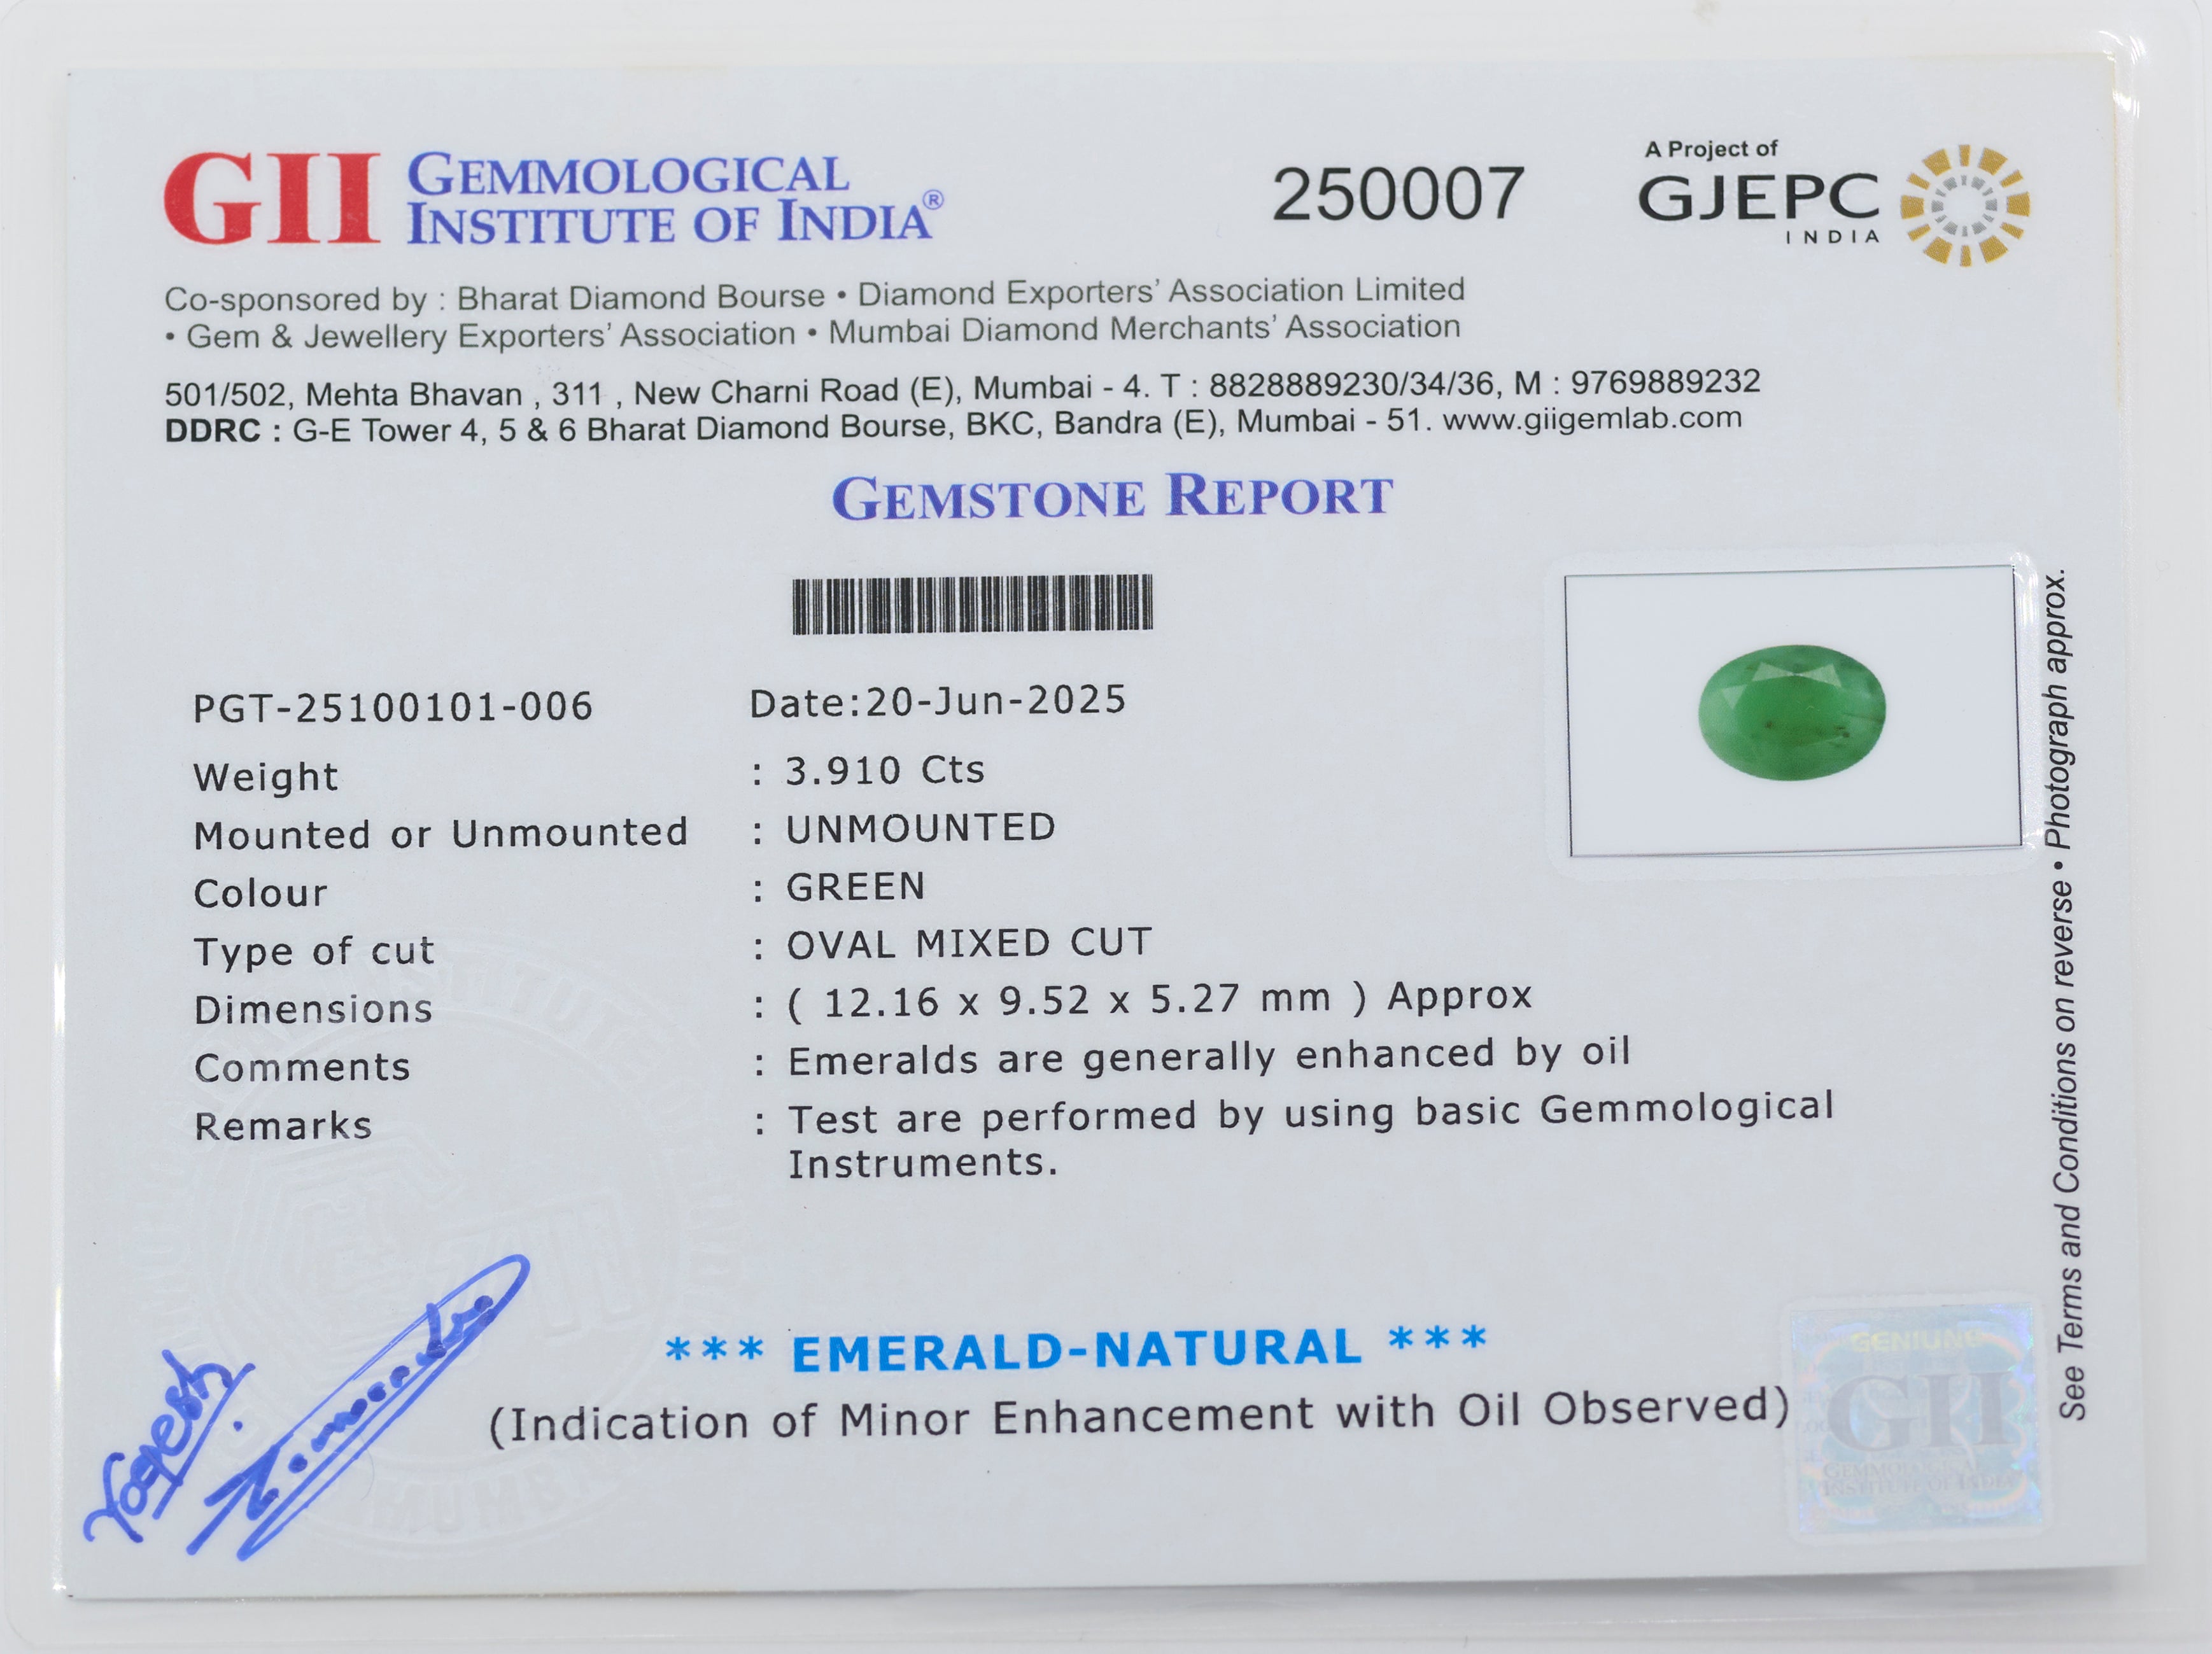 GII GEMMOLOGICAL INSTITUTE OF INDIA®
250007
A Project of
GJEPC
INDIA
Co-sponsored by : Bharat Diamond Bourse • Diamond Exporters' Association Limited
• Gem & Jewellery Exporters' Association • Mumbai Diamond Merchants' Association
501/502, Mehta Bhavan , 311 , New Charni Road (E), Mumbai - 4. T : 8828889230/34/36, M : 9769889232
DDRC : G-E Tower 4, 5 & 6 Bharat Diamond Bourse, BKC, Bandra (E), Mumbai - 51. www.giigemlab.com
GEMSTONE REPORT
PGT-25100101-006 Date:20-Jun-2025
Weight : 3.910 Cts
Mounted or Unmounted : UNMOUNTED
Colour : GREEN
Type of cut : OVAL MIXED CUT
Dimensions : ( 12.16 x 9.52 x 5.27 mm ) Approx
Comments : Emeralds are generally enhanced by oil
Remarks : Test are performed by using basic Gemmological
Instruments.
*** EMERALD-NATURAL ***
(Indication of Minor Enhancement with Oil Observed)
Yogesh
GENIUNE
GII
GEMMOLOGICAL
INSTITUTE OF INDIA
See Terms and Conditions on reverse • Photograph approx.